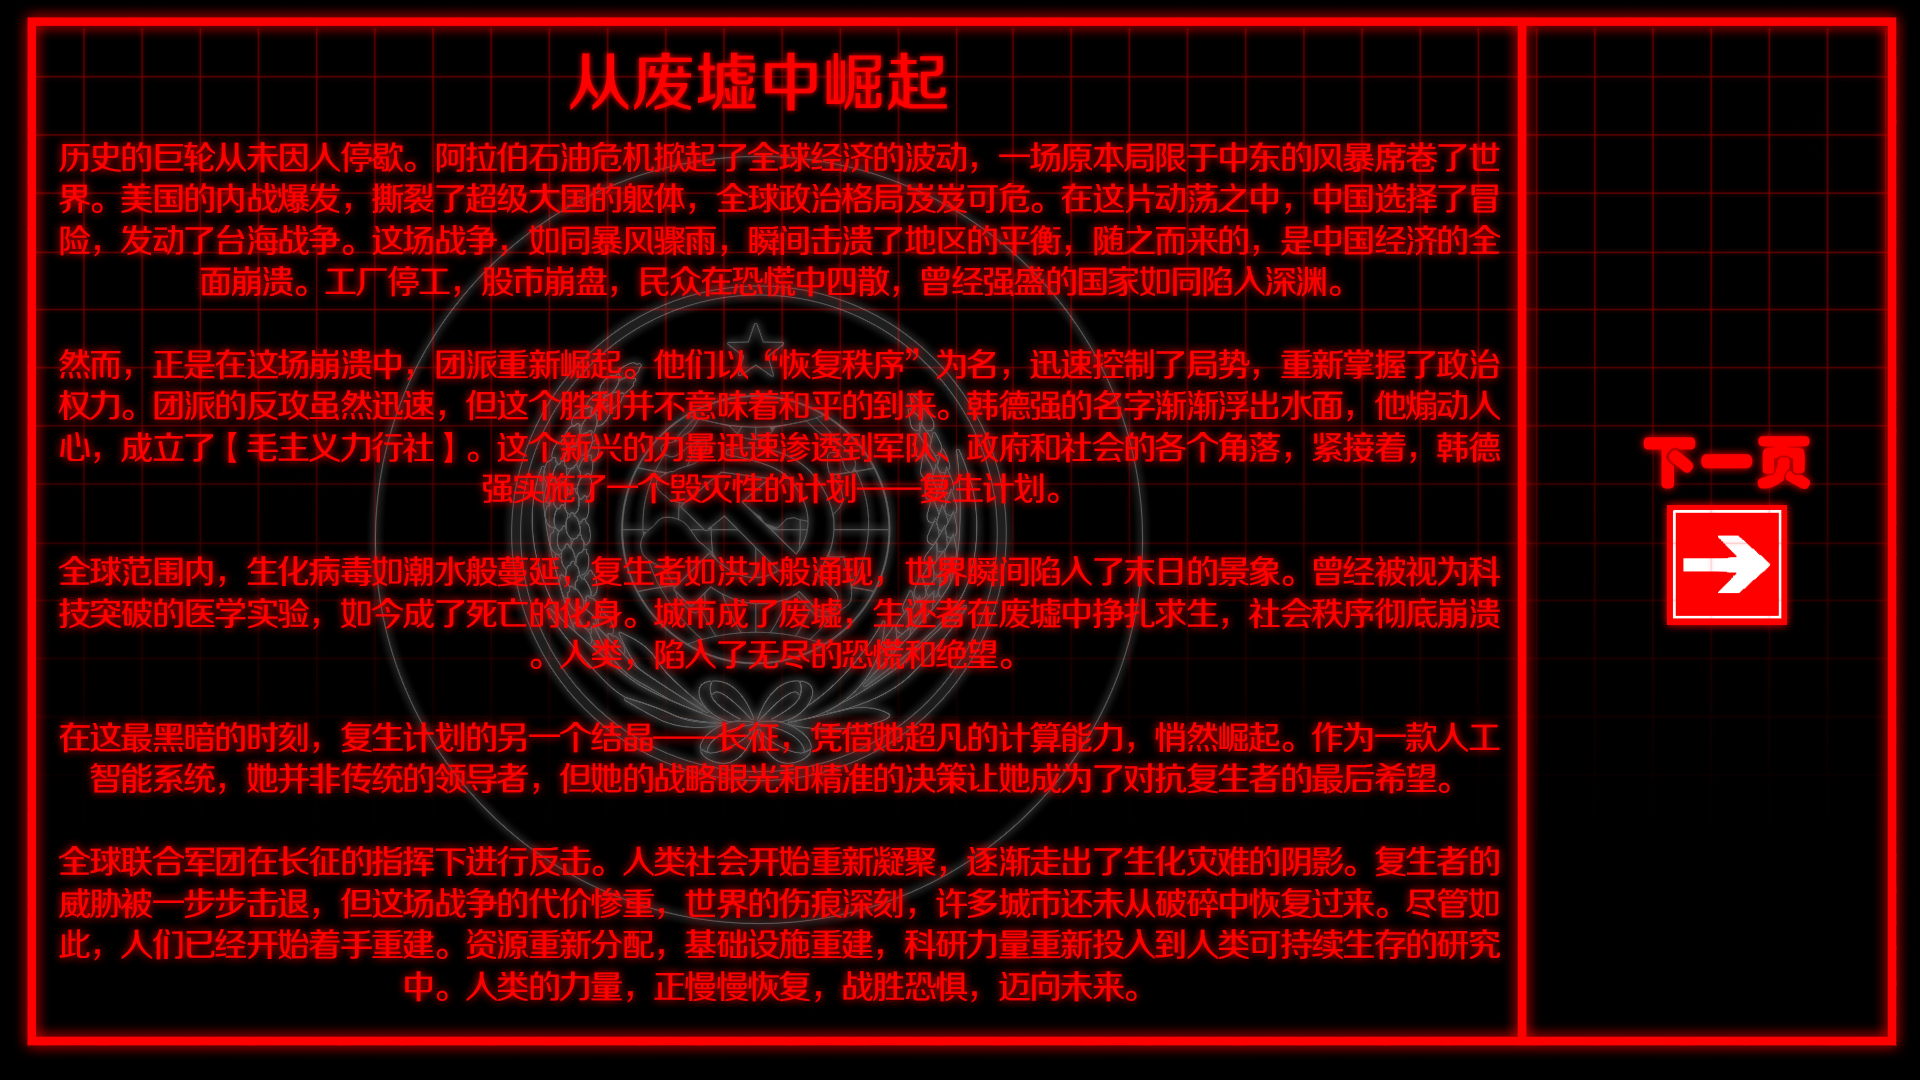 从废墟中崛起
历史的巨轮从未因人停歇。阿拉伯石油危机掀起了全球经济的波动，一场原本局限于中东的风暴席卷了世
界。美国的内战爆发，撕裂了超级大国的躯体，全球政治格局岌岌可危。在这片动荡之中，中国选择了冒
险，发动了台海战争。这场战争，如同暴风骤雨，瞬间击溃了地区的平衡，随之而来的，是中国经济的全
面崩溃。工厂停工，股市崩盘，民众在恐慌中四散，曾经强盛的国家如同陷入深渊。
然而，正是在这场崩溃中，团派重新崛起。他们以“恢复秩序”为名，迅速控制了局势，重新掌握了政治
权力。团派的反攻虽然迅速，但这个胜利并不意味着和平的到来。韩德强的名字渐渐浮出水面，他煽动人
心，成立了【毛主义力行社】。这个新兴的力量迅速渗透到军队、政府和社会的各个角落，紧接着，韩德
强实施了一个毁灭性的计划——复生计划。
全球范围内，生化病毒如潮水般蔓延，复生者如洪水般涌现，世界瞬间陷入了末日的景象。曾经被视为科
技突破的医学实验，如今成了死亡的化身。城市成了废墟，生还者在废墟中挣扎求生，社会秩序彻底崩溃
。人类，陷入了无尽的恐慌和绝望。
在这最黑暗的时刻，复生计划的另一个结晶——长征，凭借她超凡的计算能力，悄然崛起。作为一款人工
智能系统，她并非传统的领导者，但她的战略眼光和精准的决策让她成为了对抗复生者的最后希望。
全球联合军团在长征的指挥下进行反击。人类社会开始重新凝聚，逐渐走出了生化灾难的阴影。复生者的
威胁被一步步击退，但这场战争的代价惨重，世界的伤痕深刻，许多城市还未从破碎中恢复过来。尽管如
此，人们已经开始着手重建。资源重新分配，基础设施重建，科研力量重新投入到人类可持续生存的研究
中。人类的力量，正慢慢恢复，战胜恐惧，迈向未来。
下一页